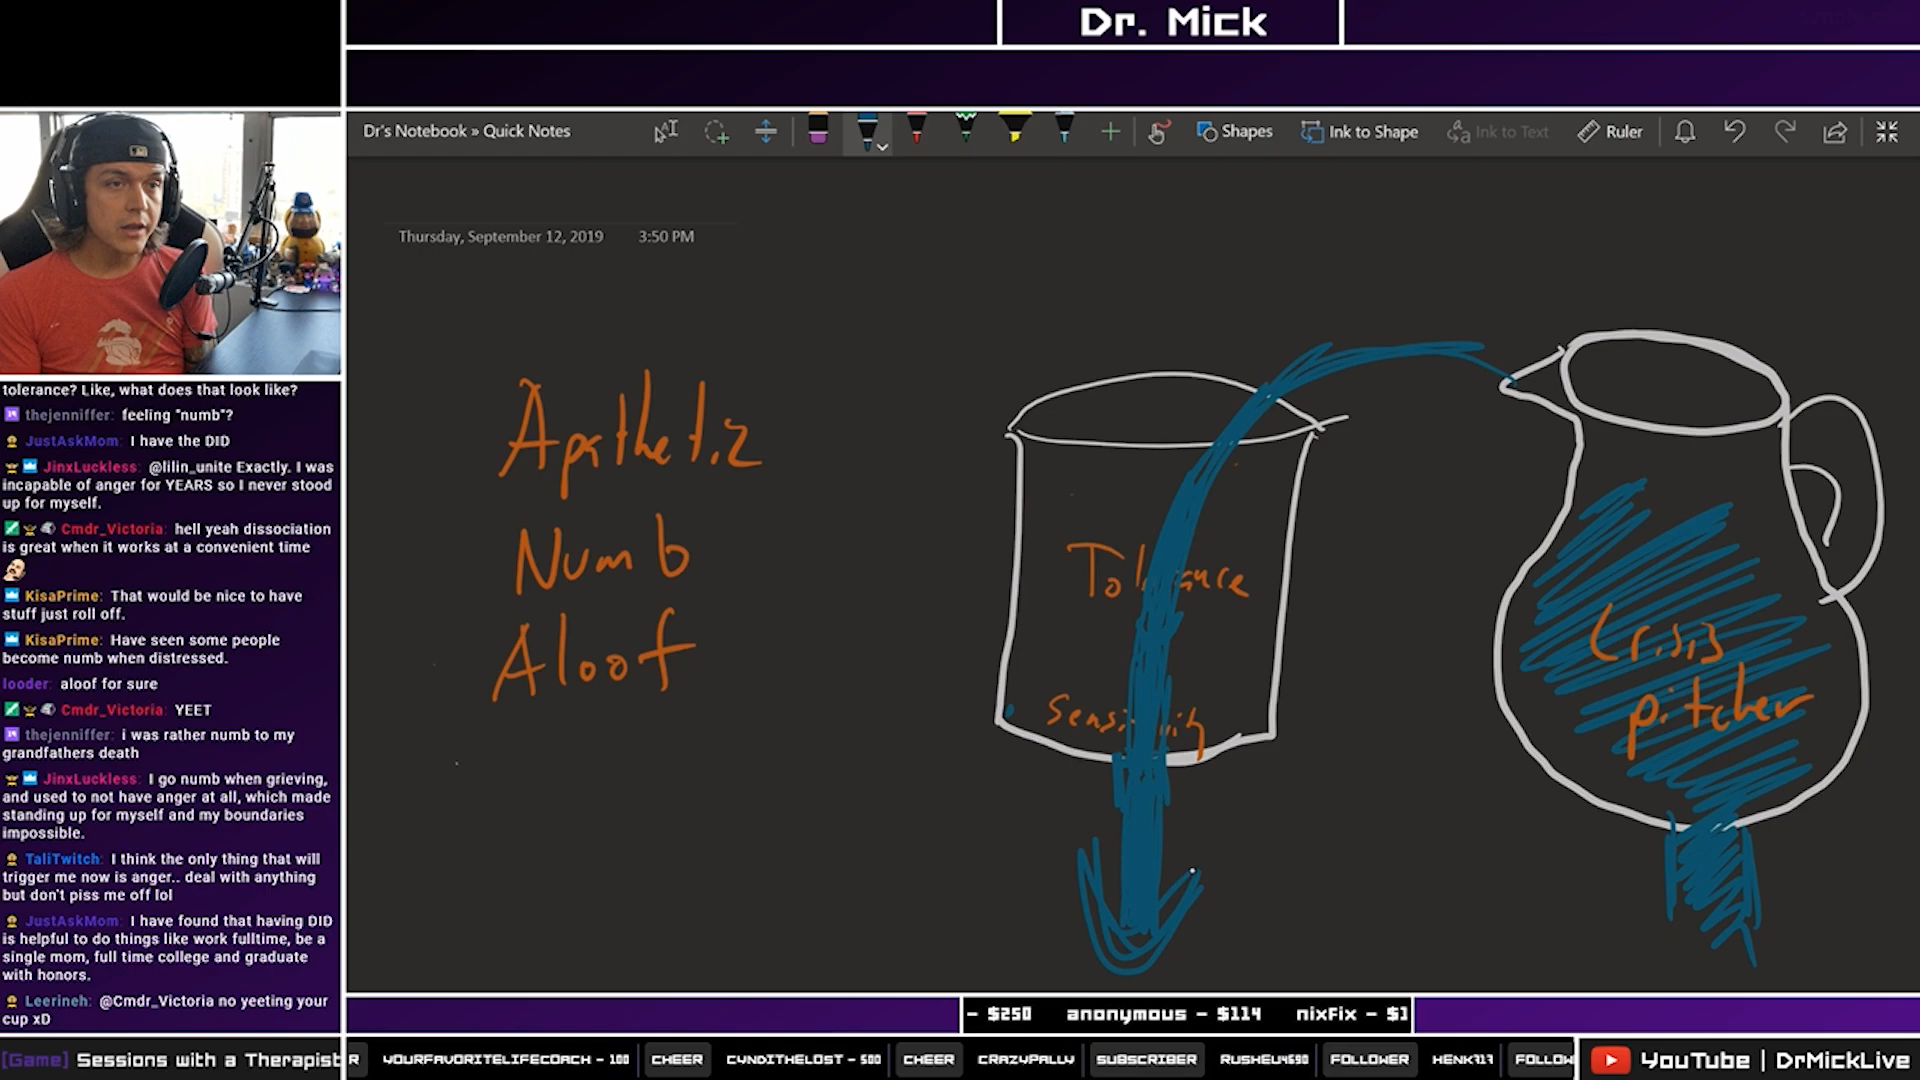 Dr. Mick
Dr's Notebook » Quick Notes
Shapes
Ink to Shape
Ink to Text
Ruler
Thursday, September 12, 2019 3:50 PM
Apathetic
Numb
Aloof
Tolerance
Sensitivity
Crisis
pitcher
tolerance? Like, what does that look like?
thejenniffer: feeling "numb"?
JustAskMom: I have the DID
JinxLuckless: @lilin_unite Exactly. I was
incapable of anger for YEARS so I never stood
up for myself.
Cmdr_Victoria: hell yeah dissociation
is great when it works at a convenient time
KisaPrime: That would be nice to have
stuff just roll off.
KisaPrime: Have seen some people
become numb when distressed.
looder: aloof for sure
Cmdr_Victoria: YEET
thejenniffer: i was rather numb to my
grandfathers death
JinxLuckless: I go numb when grieving,
and used to not have anger at all, which made
standing up for myself and my boundaries
impossible.
TaliTwitch: I think the only thing that will
trigger me now is anger.. deal with anything
but don't piss me off lol
JustAskMom: I have found that having DID
is helpful to do things like work fulltime, be a
single mom, full time college and graduate
with honors.
Leerineh: @Cmdr_Victoria no yeeting your
cup xD
- $250 anonymous - $114 nixFix - $1
[Game] Sessions with a Therapist
R YOURFAVORITELIFECOACH - 100 CHEER CYNDITHELOST - 500 CHEER CRAZYPALLY SUBSCRIBER RUSHEU4590 FOLLOWER HENK717 FOLLOW
YouTube | DrMickLive